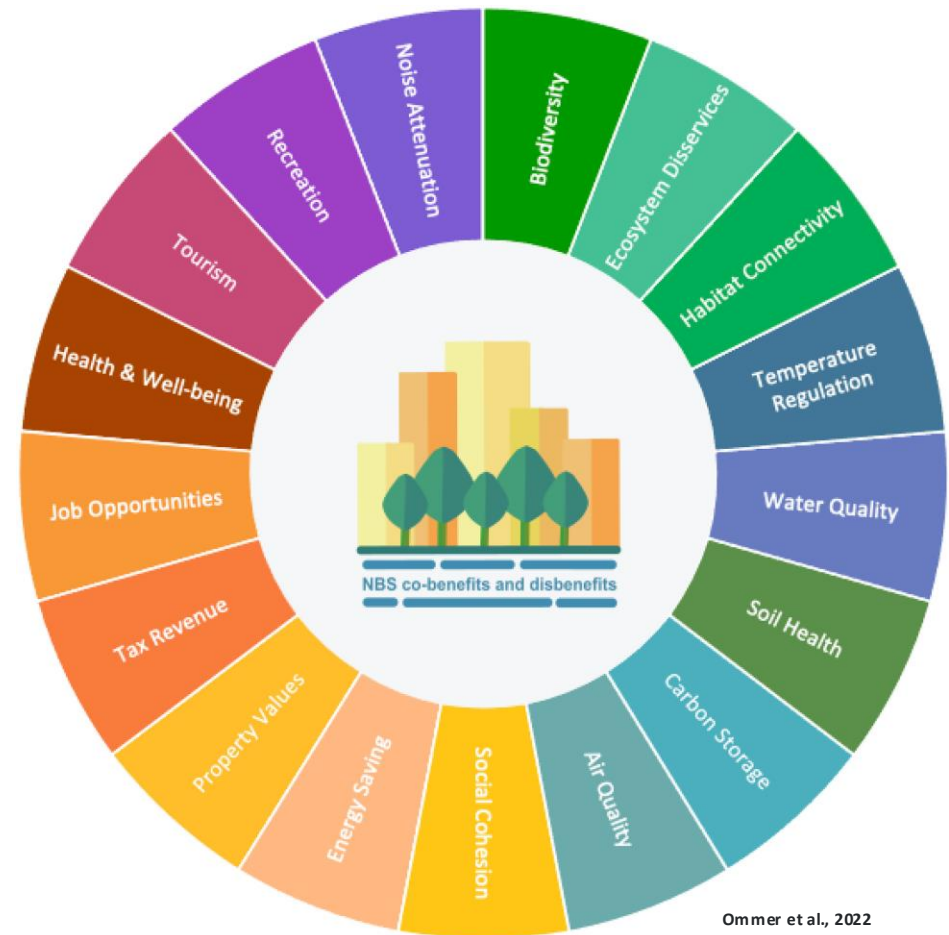 Biodiversity
Ecosystem Disservices
Habitat Connectivity
Temperature
Regulation
Water Quality
Soil Health
Carbon Storage
Air Quality
Social Cohesion
Energy Saving
Property Values
Tax Revenue
Job Opportunities
Health & Well-being
Tourism
Recreation
Noise Attenuation
NBS co-benefits and disbenefits
Ommer et al., 2022